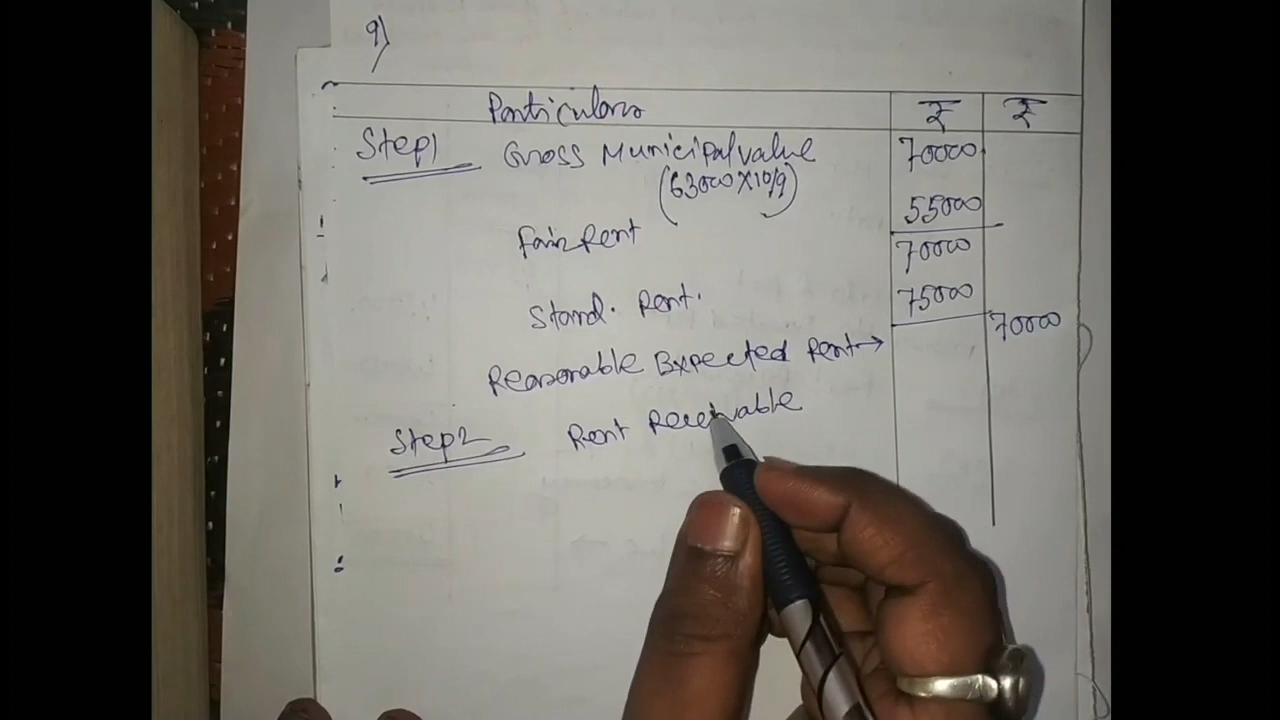 9)
Particulars ₹ ₹
Step1 Gross Municipal value 70000
(63000 X 10/9)
Fair Rent 55000
70000
Stand. Rent. 75000
Reasonable Expected Rent → 70000
Step2 Rent Receivable